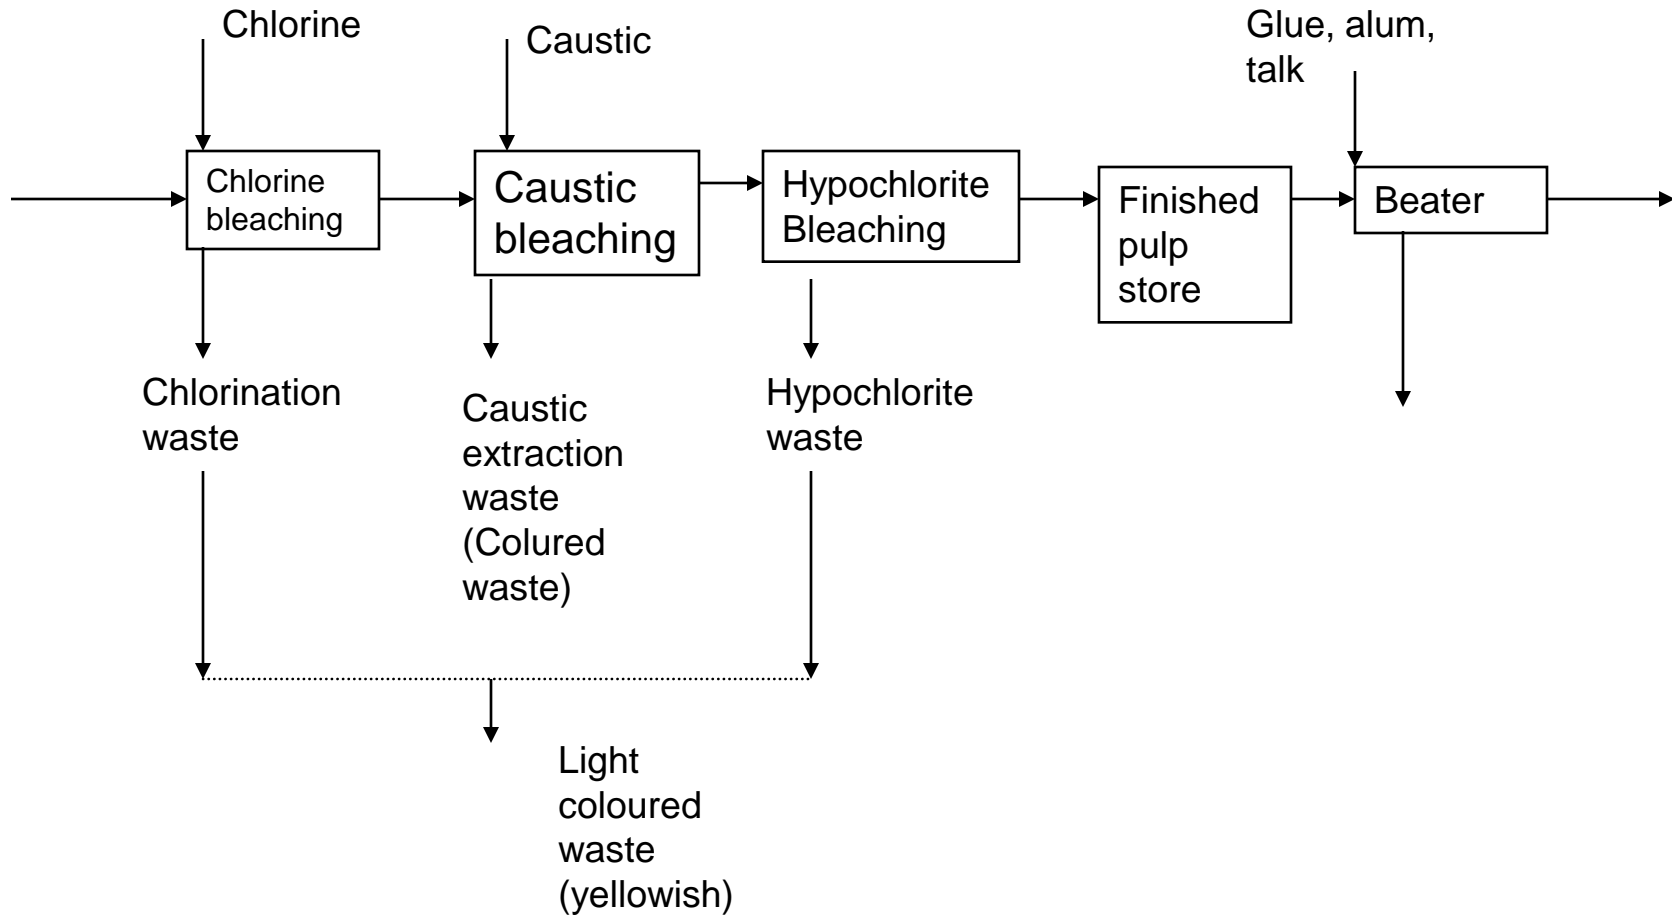 Chlorine
Caustic
Glue, alum,
talk
Chlorine
bleaching
Caustic
bleaching
Hypochlorite
Bleaching
Finished
pulp
store
Beater
Chlorination
waste
Caustic
extraction
waste
(Colured
waste)
Hypochlorite
waste
Light
coloured
waste
(yellowish)